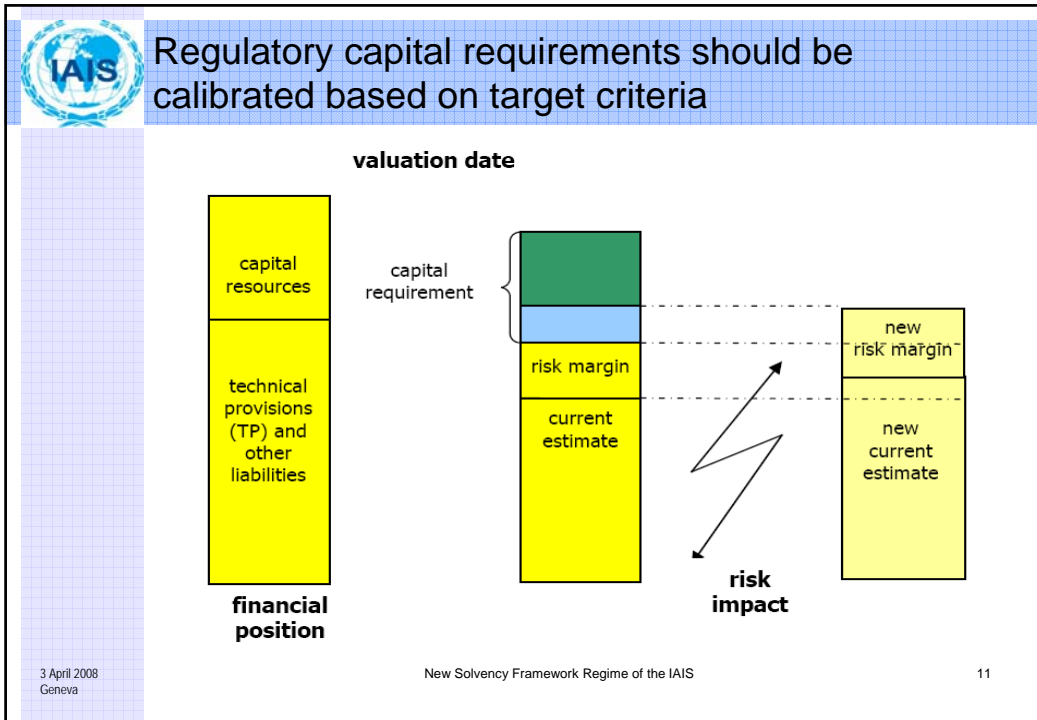 IAIS
Regulatory capital requirements should be
calibrated based on target criteria
valuation date
capital
resources
technical
provisions
(TP) and
other
liabilities
financial
position
capital
requirement
risk margin
current
estimate
risk
impact
new
risk margin
new
current
estimate
3 April 2008
Geneva
New Solvency Framework Regime of the IAIS
11